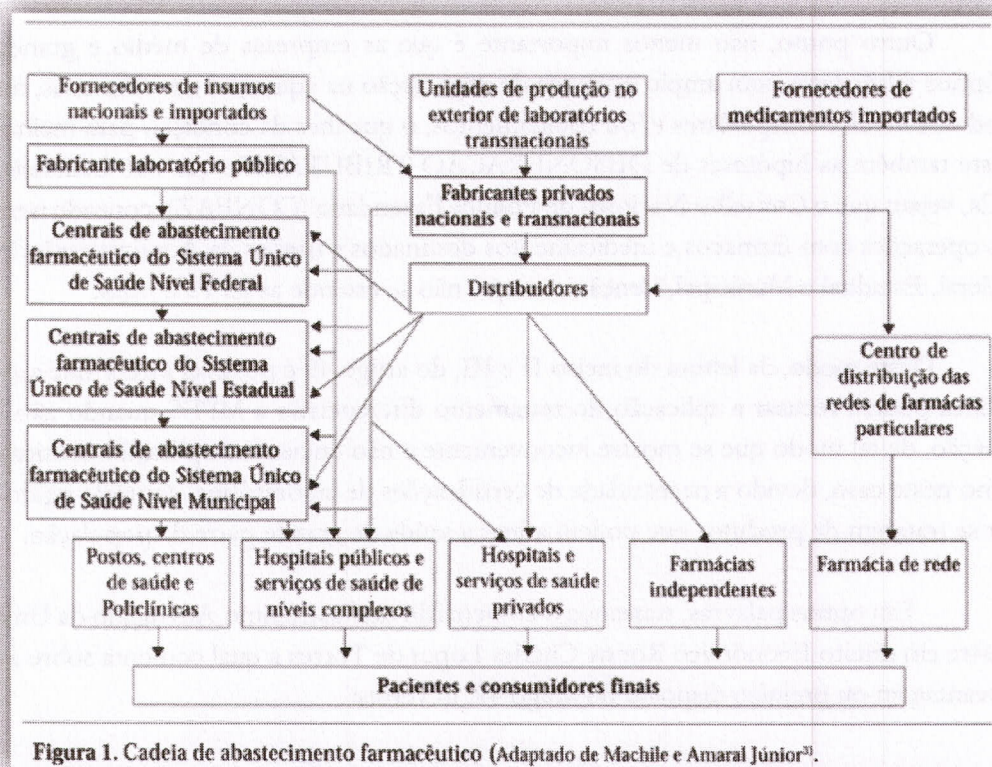 Fornecedores de insumos
nacionais e importados
Unidades de produção no
exterior de laboratórios
transnacionais
Fornecedores de
medicamentos importados
Fabricante laboratório público
Fabricantes privados
nacionais e transnacionais
Centrais de abastecimento
farmacêutico do Sistema Único
de Saúde Nível Federal
Distribuidores
Centrais de abastecimento
farmacêutico do Sistema
Único de Saúde Nível Estadual
Centro de
distribuição das
redes de farmácias
particulares
Centrais de abastecimento
farmacêutico do Sistema Único
de Saúde Nível Municipal
Postos, centros
de saúde e
Policlínicas
Hospitais públicos e
serviços de saúde de
níveis complexos
Hospitais e
serviços de saúde
privados
Farmácias
independentes
Farmácia de rede
Pacientes e consumidores finais
Figura 1. Cadeia de abastecimento farmacêutico (Adaptado de Machile e Amaral Júnior³⁾